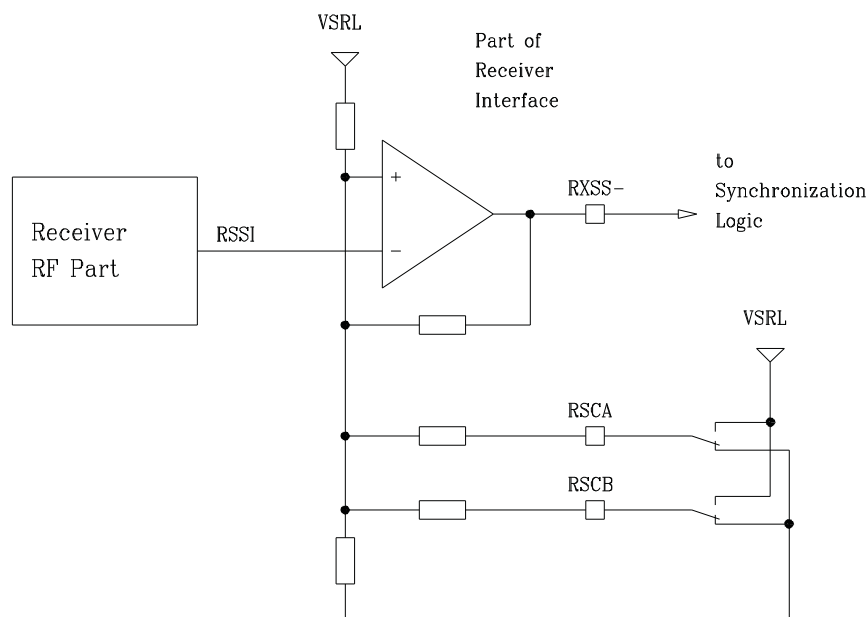 VSRL
Part of
Receiver
Interface
+
RXSS-
to
Synchronization
Logic
Receiver
RF Part
RSSI
−
VSRL
RSCA
RSCB